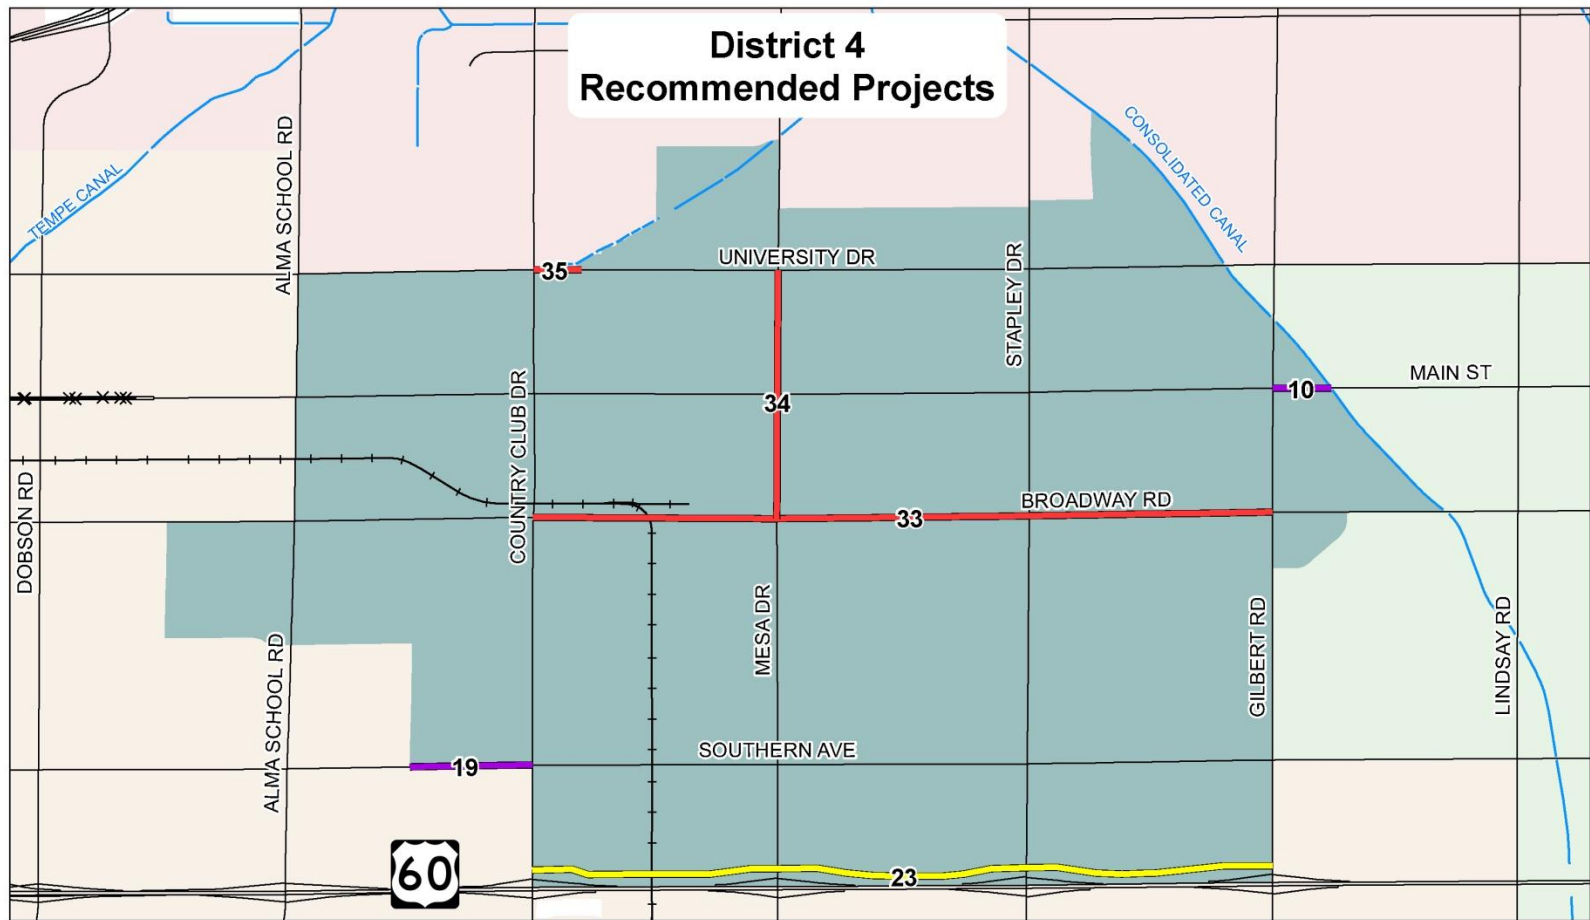 District 4
Recommended Projects
CONSOLIDATED CANAL
TEMPE CANAL
ALMA SCHOOL RD
UNIVERSITY DR
35
STAPLEY DR
MAIN ST
10
34
COUNTRY CLUB DR
DOBSON RD
BROADWAY RD
33
MESA DR
GILBERT RD
LINDSAY RD
ALMA SCHOOL RD
SOUTHERN AVE
19
60
23